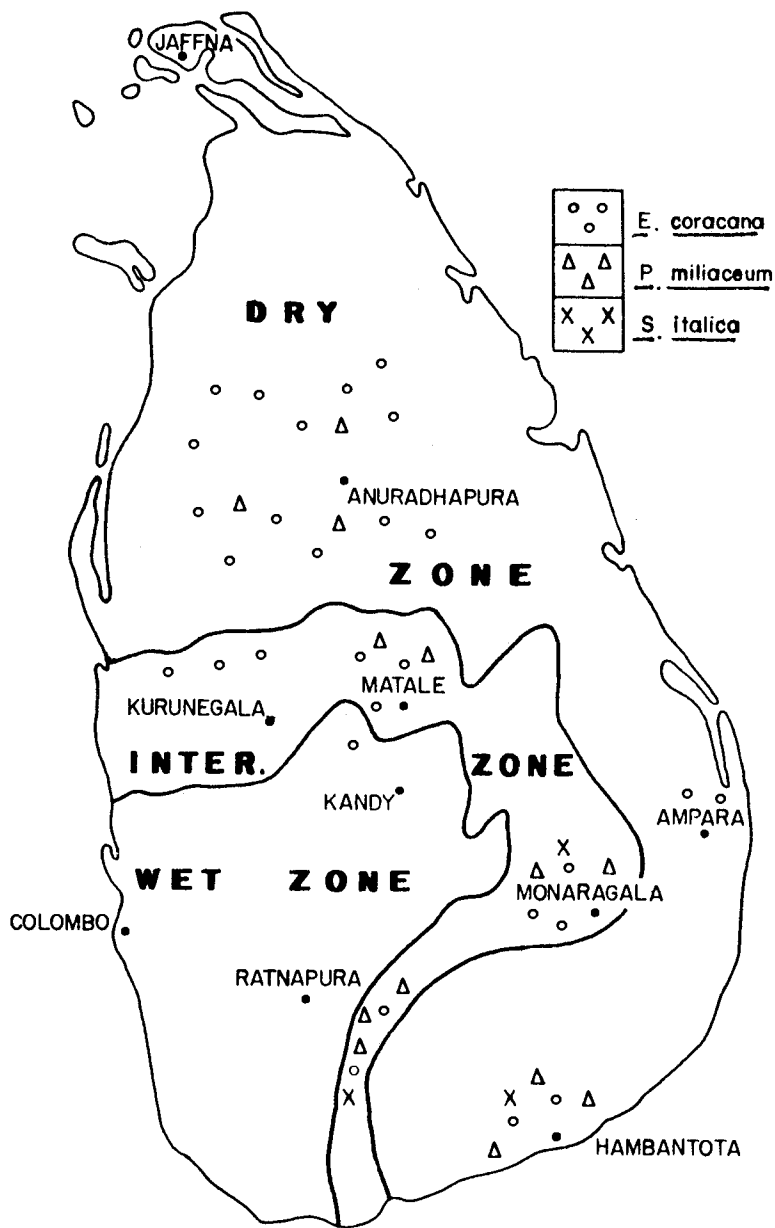 JAFFNA
E. coracana
P. miliaceum
S. italica
DRY
ANURADHAPURA
ZONE
MATALE
KURUNEGALA
INTER. ZONE
KANDY
AMPARA
WET ZONE
MONARAGALA
COLOMBO
RATNAPURA
HAMBANTOTA